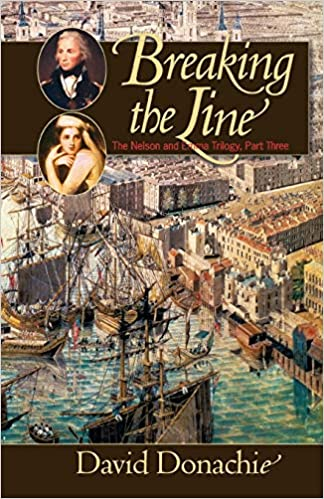 Breaking
the Line
The Nelson and Emma Trilogy, Part Three
David Donachie